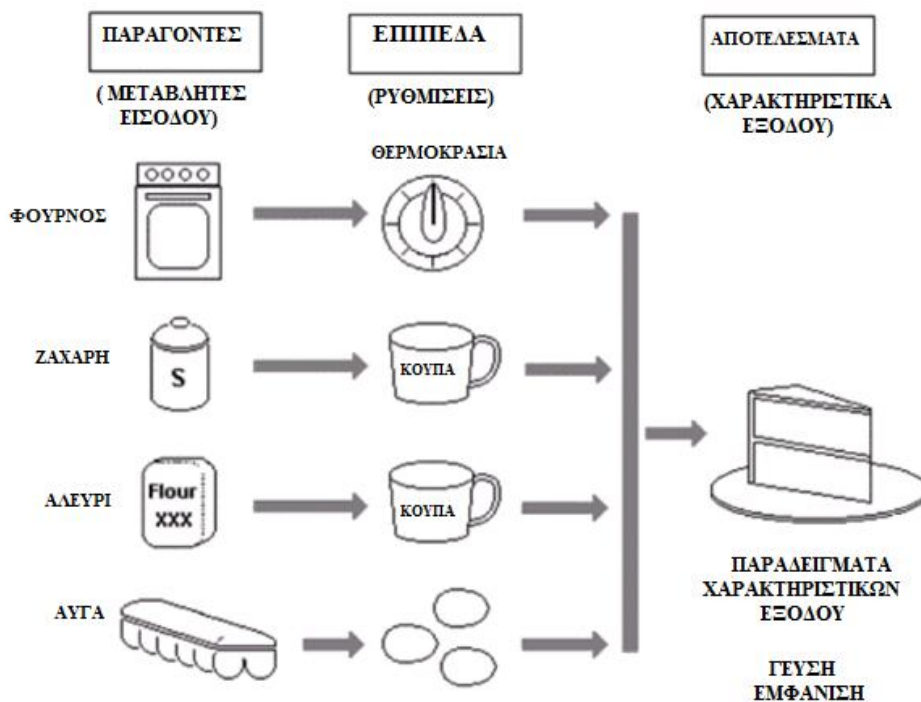 ΠΑΡΑΓΟΝΤΕΣ
ΕΠΙΠΕΔΑ
ΑΠΟΤΕΛΕΣΜΑΤΑ
( ΜΕΤΑΒΛΗΤΕΣ
ΕΙΣΟΔΟΥ)
(ΡΥΘΜΙΣΕΙΣ)
(ΧΑΡΑΚΤΗΡΙΣΤΙΚΑ
ΕΞΟΔΟΥ)
ΘΕΡΜΟΚΡΑΣΙΑ
ΦΟΥΡΝΟΣ
ΖΑΧΑΡΗ
S
ΚΟΥΠΑ
ΑΛΕΥΡΙ
Flour
XXX
ΚΟΥΠΑ
ΑΥΓΑ
ΠΑΡΑΔΕΙΓΜΑΤΑ
ΧΑΡΑΚΤΗΡΙΣΤΙΚΩΝ
ΕΞΟΔΟΥ
ΓΕΥΣΗ
ΕΜΦΑΝΙΣΗ